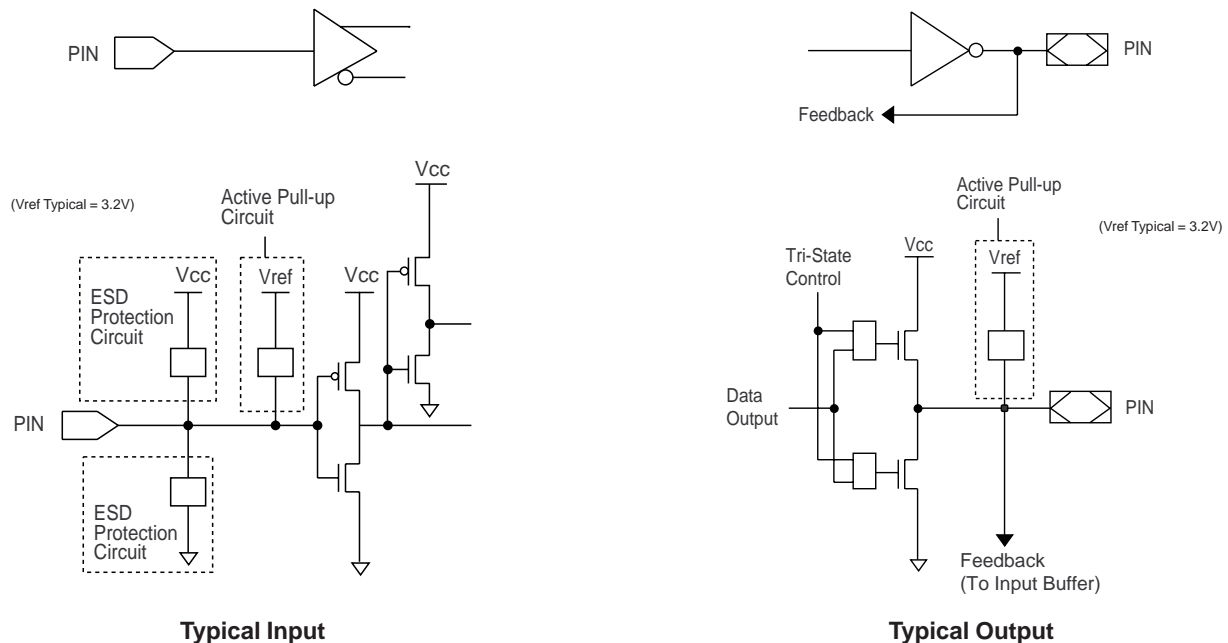 PIN
PIN
Feedback
(Vref Typical = 3.2V)
Active Pull-up
Circuit
Vcc
Vcc
Vref
Vcc
ESD
Protection
Circuit
PIN
ESD
Protection
Circuit
Typical Input
Active Pull-up
Circuit
(Vref Typical = 3.2V)
Tri-State
Control
Vcc
Vref
Data
Output
PIN
Feedback
(To Input Buffer)
Typical Output